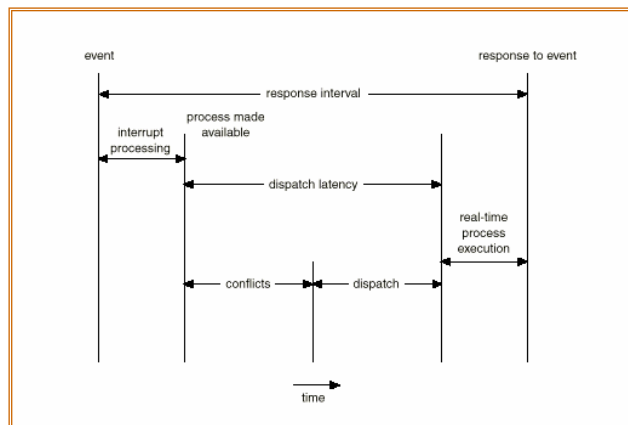 event
response to event
response interval
process made
available
interrupt
processing
dispatch latency
real-time
process
execution
conflicts
dispatch
time